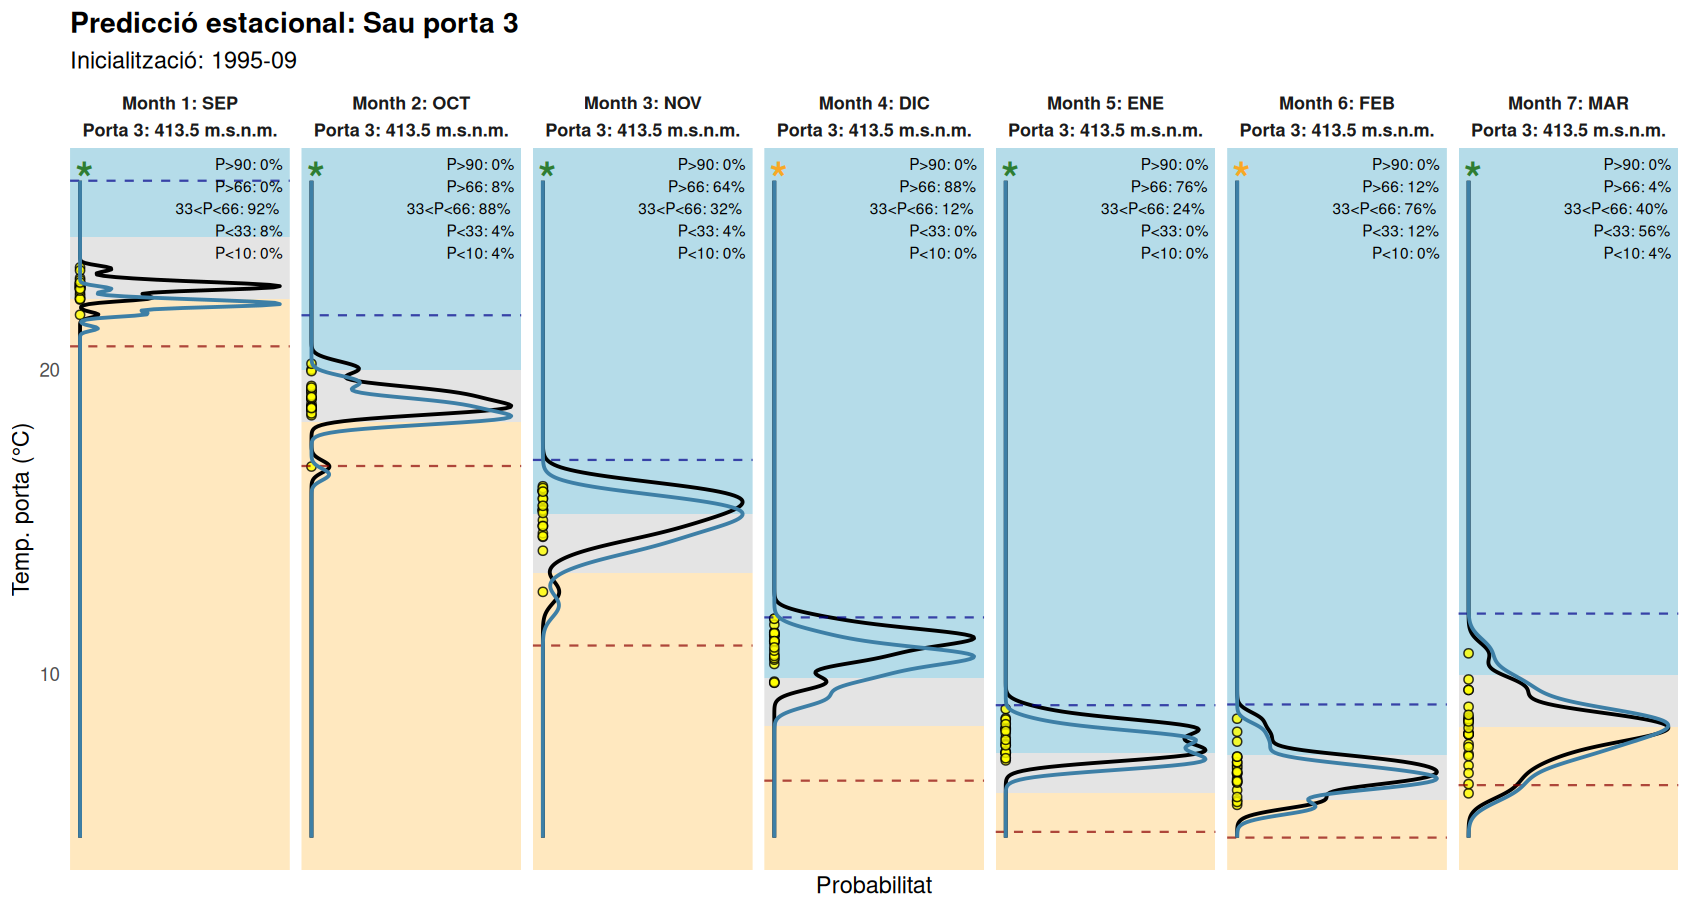 Predicció estacional: Sau porta 3
Inicialització: 1995-09
Month 1: SEP
Porta 3: 413.5 m.s.n.m.
Month 2: OCT
Porta 3: 413.5 m.s.n.m.
Month 3: NOV
Porta 3: 413.5 m.s.n.m.
Month 4: DIC
Porta 3: 413.5 m.s.n.m.
Month 5: ENE
Porta 3: 413.5 m.s.n.m.
Month 6: FEB
Porta 3: 413.5 m.s.n.m.
Month 7: MAR
Porta 3: 413.5 m.s.n.m.
*
P>90: 0%
P>66: 0%
33<P<66: 92%
P<33: 8%
P<10: 0%
*
P>90: 0%
P>66: 8%
33<P<66: 88%
P<33: 4%
P<10: 4%
*
P>90: 0%
P>66: 64%
33<P<66: 32%
P<33: 4%
P<10: 0%
*
P>90: 0%
P>66: 88%
33<P<66: 12%
P<33: 0%
P<10: 0%
*
P>90: 0%
P>66: 76%
33<P<66: 24%
P<33: 0%
P<10: 0%
*
P>90: 0%
P>66: 12%
33<P<66: 76%
P<33: 12%
P<10: 0%
*
P>90: 0%
P>66: 4%
33<P<66: 40%
P<33: 56%
P<10: 4%
20
10
Temp. porta (°C)
Probabilitat